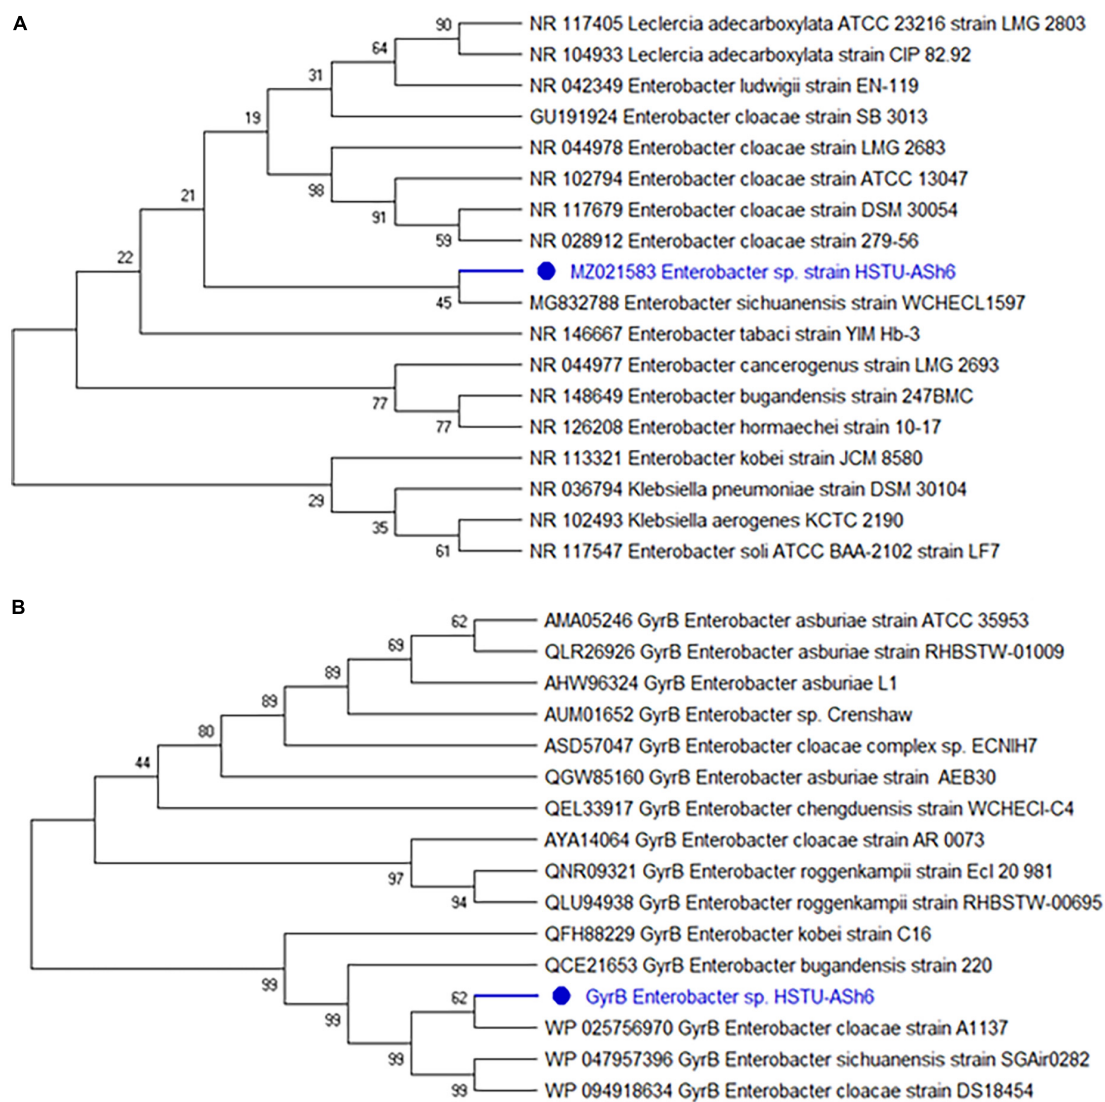 A
90
NR 117405 Leclercia adecarboxylata ATCC 23216 strain LMG 2803
64
NR 104933 Leclercia adecarboxylata strain CIP 82.92
31
NR 042349 Enterobacter ludwigii strain EN-119
19
GU191924 Enterobacter cloacae strain SB 3013
NR 044978 Enterobacter cloacae strain LMG 2683
98
NR 102794 Enterobacter cloacae strain ATCC 13047
21
91
NR 117679 Enterobacter cloacae strain DSM 30054
59
NR 028912 Enterobacter cloacae strain 279-56
22
MZ021583 Enterobacter sp. strain HSTU-ASh6
45
MG832788 Enterobacter sichuanensis strain WCHECL1597
NR 146667 Enterobacter tabaci strain YIM Hb-3
NR 044977 Enterobacter cancerogenus strain LMG 2693
77
NR 148649 Enterobacter bugandensis strain 247BMC
77
NR 126208 Enterobacter hormaechei strain 10-17
NR 113321 Enterobacter kobei strain JCM 8580
29
NR 036794 Klebsiella pneumoniae strain DSM 30104
35
NR 102493 Klebsiella aerogenes KCTC 2190
61
NR 117547 Enterobacter soli ATCC BAA-2102 strain LF7
B
62
AMA05246 GyrB Enterobacter asburiae strain ATCC 35953
69
QLR26926 GyrB Enterobacter asburiae strain RHBSTW-01009
89
AHW96324 GyrB Enterobacter asburiae L1
89
AUM01652 GyrB Enterobacter sp. Crenshaw
80
ASD57047 GyrB Enterobacter cloacae complex sp. ECNIH7
44
QGW85160 GyrB Enterobacter asburiae strain AEB30
QEL33917 GyrB Enterobacter chengduensis strain WCHECl-C4
AYA14064 GyrB Enterobacter cloacae strain AR 0073
97
QNR09321 GyrB Enterobacter roggenkampii strain Ecl 20 981
94
QLU94938 GyrB Enterobacter roggenkampii strain RHBSTW-00695
QFH88229 GyrB Enterobacter kobei strain C16
99
QCE21653 GyrB Enterobacter bugandensis strain 220
99
62
GyrB Enterobacter sp. HSTU-ASh6
WP 025756970 GyrB Enterobacter cloacae strain A1137
99
WP 047957396 GyrB Enterobacter sichuanensis strain SGAir0282
99
WP 094918634 GyrB Enterobacter cloacae strain DS18454